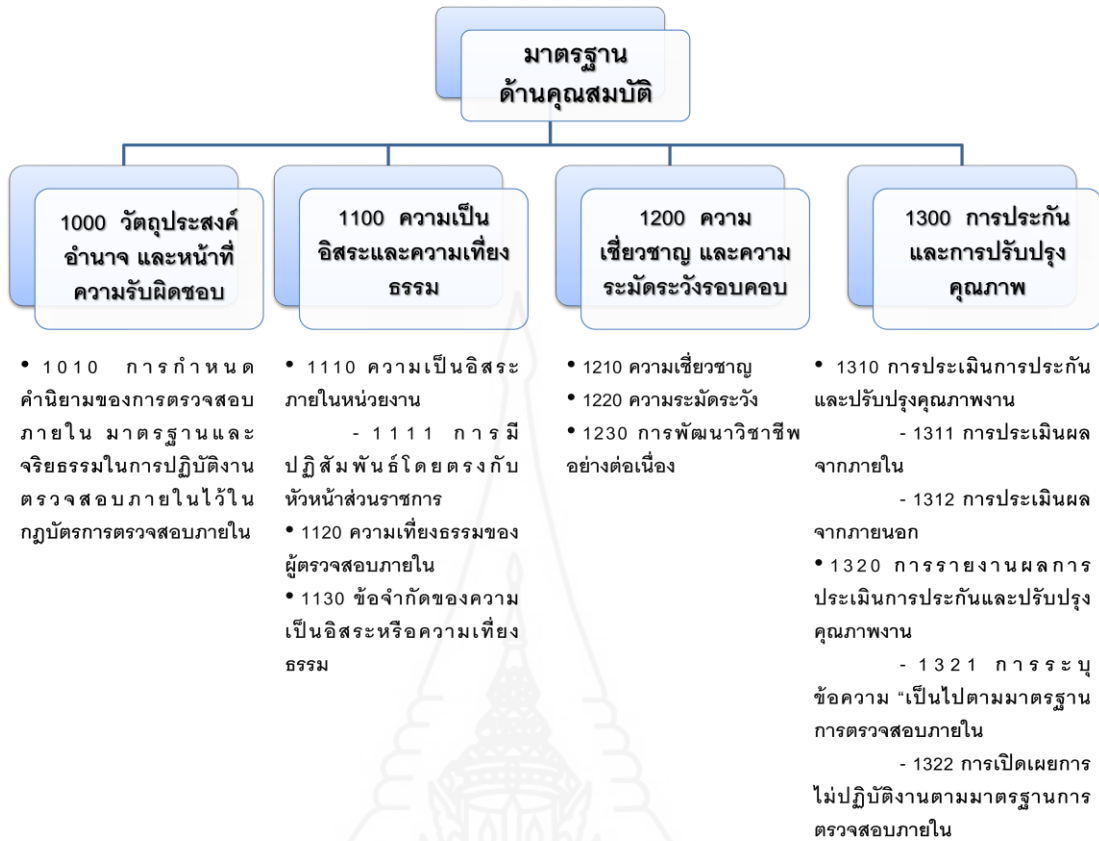 มาตรฐาน
ด้านคุณสมบัติ
1000 วัตถุประสงค์
อำนาจ และหน้าที่
ความรับผิดชอบ
1100 ความเป็น
อิสระและความเที่ยง
ธรรม
1200 ความ
เชี่ยวชาญ และความ
ระมัดระวังรอบคอบ
1300 การประกัน
และการปรับปรุง
คุณภาพ
• 1010 การกำหนด
คำนิยามของการตรวจสอบ
ภายใน มาตรฐานและ
จริยธรรมในการปฏิบัติงาน
ตรวจสอบภายในไว้ใน
กฎบัตรการตรวจสอบภายใน
• 1110 ความเป็นอิสระ
ภายในหน่วยงาน
- 1111 การมี
ปฏิสัมพันธ์โดยตรงกับ
หัวหน้าส่วนราชการ
• 1120 ความเที่ยงธรรมของ
ผู้ตรวจสอบภายใน
• 1130 ข้อจำกัดของความ
เป็นอิสระหรือความเที่ยง
ธรรม
• 1210 ความเชี่ยวชาญ
• 1220 ความระมัดระวัง
• 1230 การพัฒนาวิชาชีพ
อย่างต่อเนื่อง
• 1310 การประเมินการประกัน
และปรับปรุงคุณภาพงาน
- 1311 การประเมินผล
จากภายใน
- 1312 การประเมินผล
จากภายนอก
• 1320 การรายงานผลการ
ประเมินการประกันและปรับปรุง
คุณภาพงาน
- 1321 การระบุ
ข้อความ “เป็นไปตามมาตรฐาน
การตรวจสอบภายใน
- 1322 การเปิดเผยการ
ไม่ปฏิบัติงานตามมาตรฐานการ
ตรวจสอบภายใน